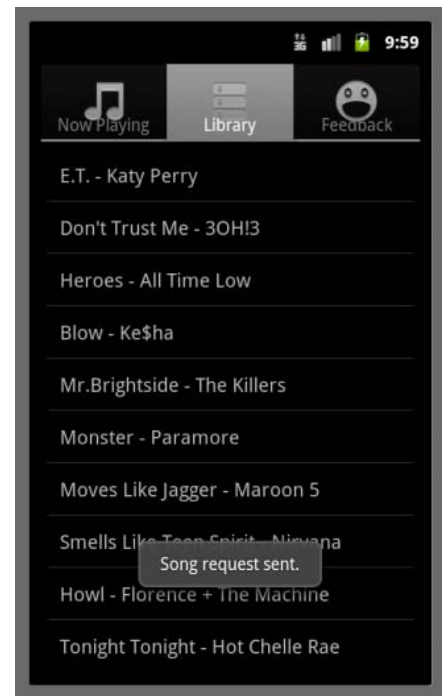 3G 9:59
Now Playing Library Feedback
E.T. - Katy Perry
Don't Trust Me - 3OH!3
Heroes - All Time Low
Blow - Ke$ha
Mr.Brightside - The Killers
Monster - Paramore
Moves Like Jagger - Maroon 5
Smells Like Teen Spirit - Nirvana
Song request sent.
Howl - Florence + The Machine
Tonight Tonight - Hot Chelle Rae